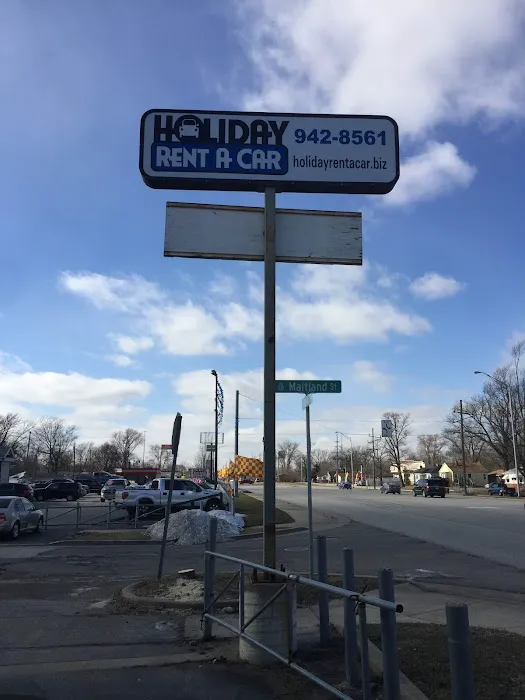 HOLIDAY
RENT A CAR
942-8561
holidayrentacar.biz
Maitland St